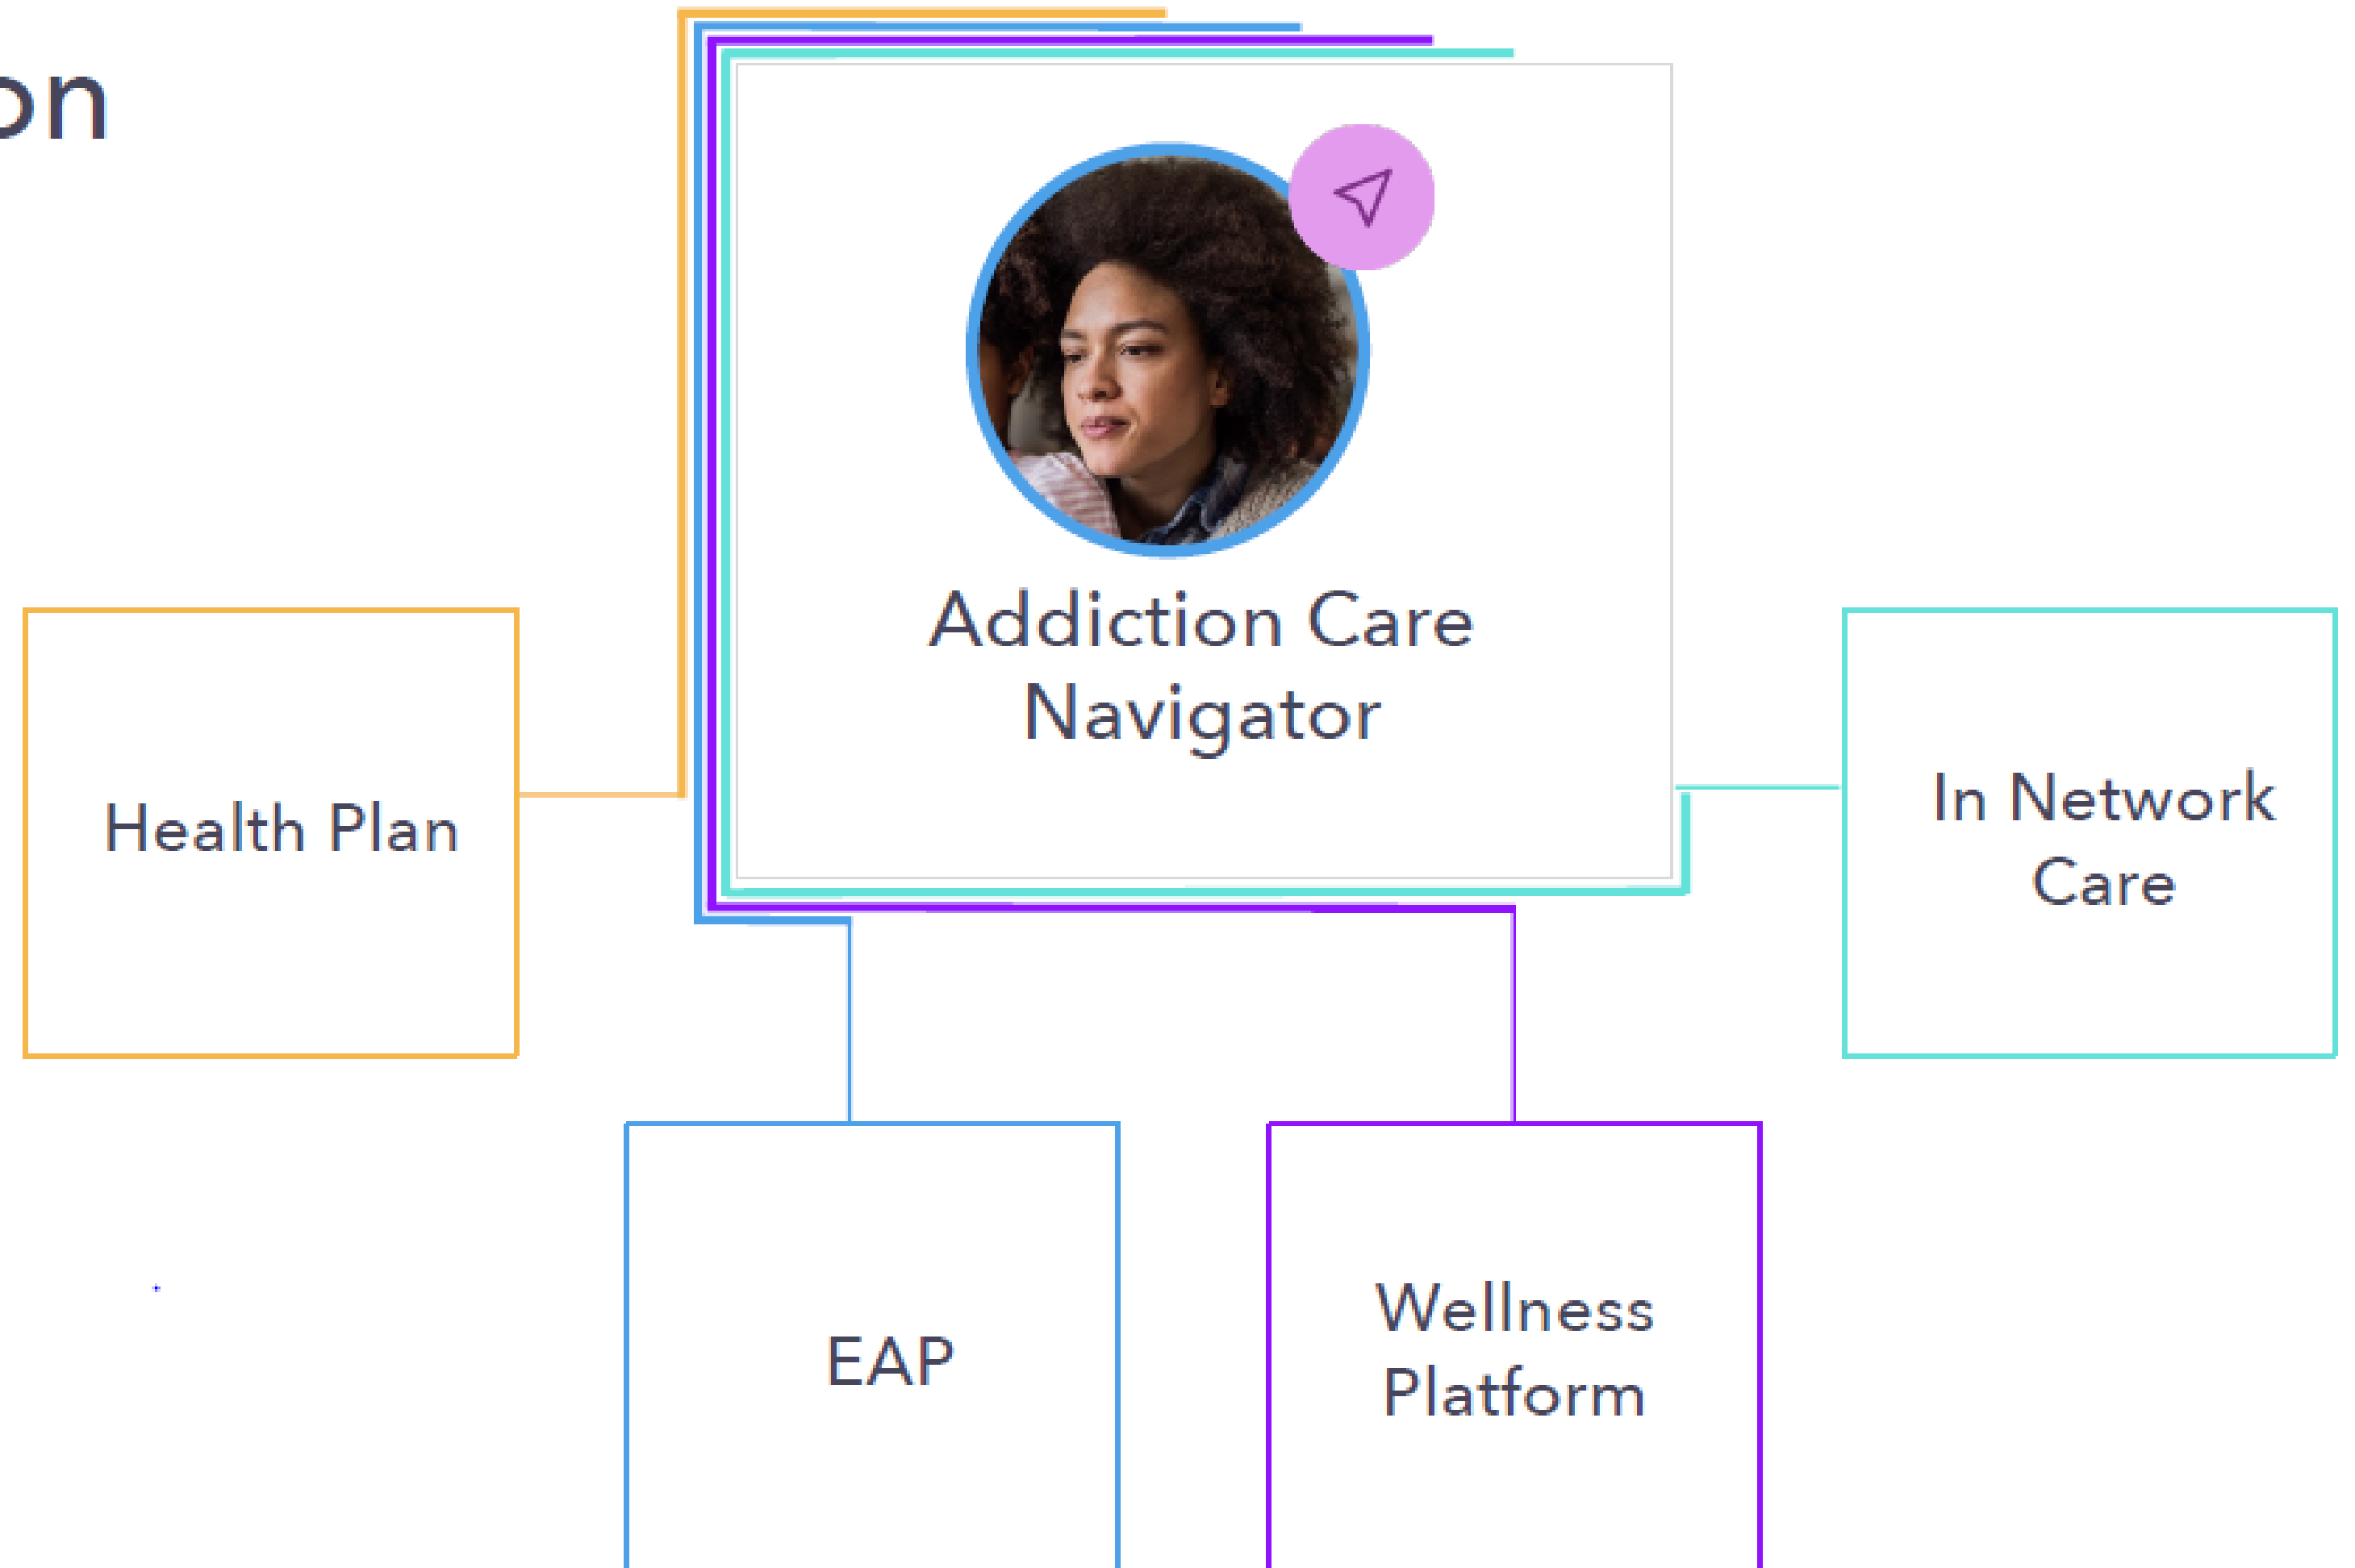 on
Addiction Care
Navigator
Health Plan
In Network
Care
EAP
Wellness
Platform